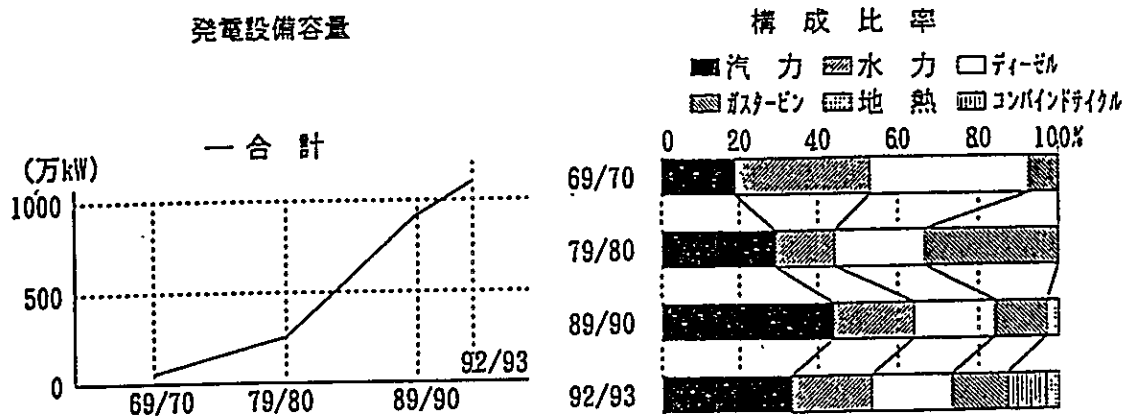 発電設備容量
一合計
(万kW)
1000
500
0
69/70
79/80
89/90
92/93
構成比率
汽力 水力 ディーゼル
ガスタービン 地熱 コンバインドテイクル
0 20 40 60 80 100%
69/70
79/80
89/90
92/93